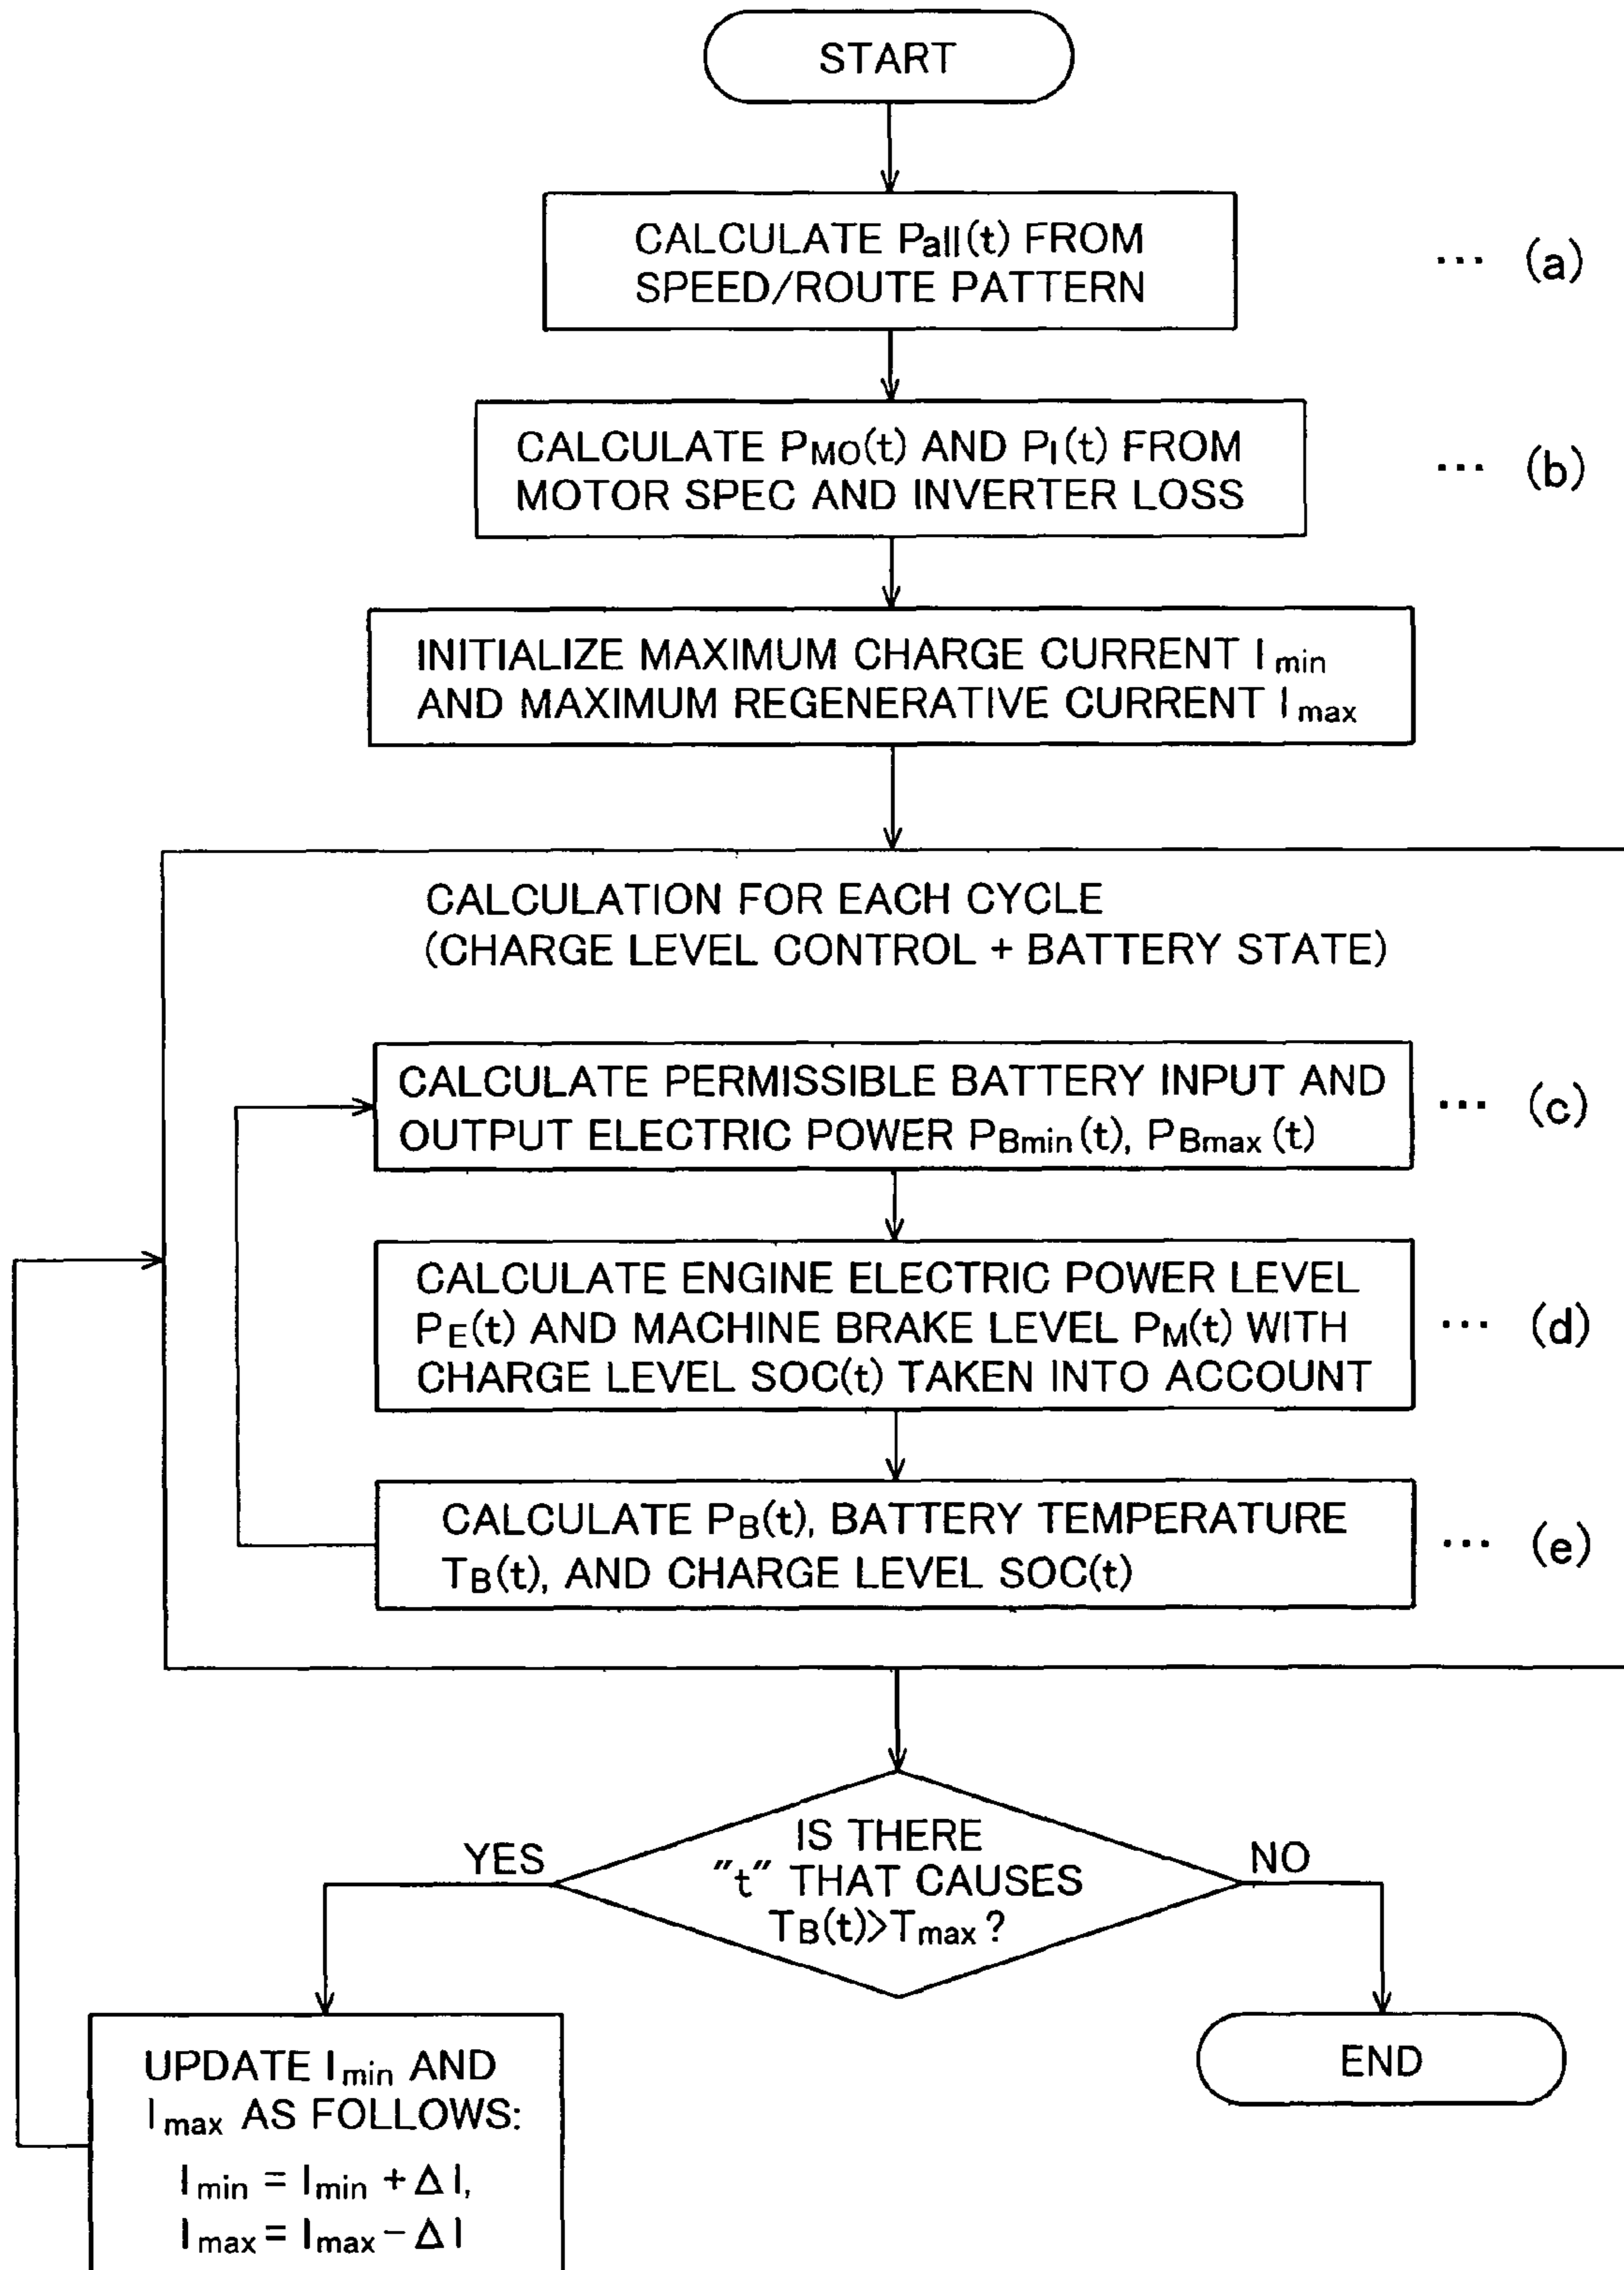 START
CALCULATE Pall(t) FROM
SPEED/ROUTE PATTERN
... (a)
CALCULATE PMO(t) AND PI(t) FROM
MOTOR SPEC AND INVERTER LOSS
... (b)
INITIALIZE MAXIMUM CHARGE CURRENT Imin
AND MAXIMUM REGENERATIVE CURRENT Imax
CALCULATION FOR EACH CYCLE
(CHARGE LEVEL CONTROL + BATTERY STATE)
CALCULATE PERMISSIBLE BATTERY INPUT AND
OUTPUT ELECTRIC POWER PBmin(t), PBmax(t)
... (c)
CALCULATE ENGINE ELECTRIC POWER LEVEL
PE(t) AND MACHINE BRAKE LEVEL PM(t) WITH
CHARGE LEVEL SOC(t) TAKEN INTO ACCOUNT
... (d)
CALCULATE PB(t), BATTERY TEMPERATURE
TB(t), AND CHARGE LEVEL SOC(t)
... (e)
IS THERE
"t" THAT CAUSES
TB(t)>Tmax?
YES
NO
UPDATE Imin AND
Imax AS FOLLOWS:
Imin = Imin + ΔI,
Imax = Imax − ΔI
END